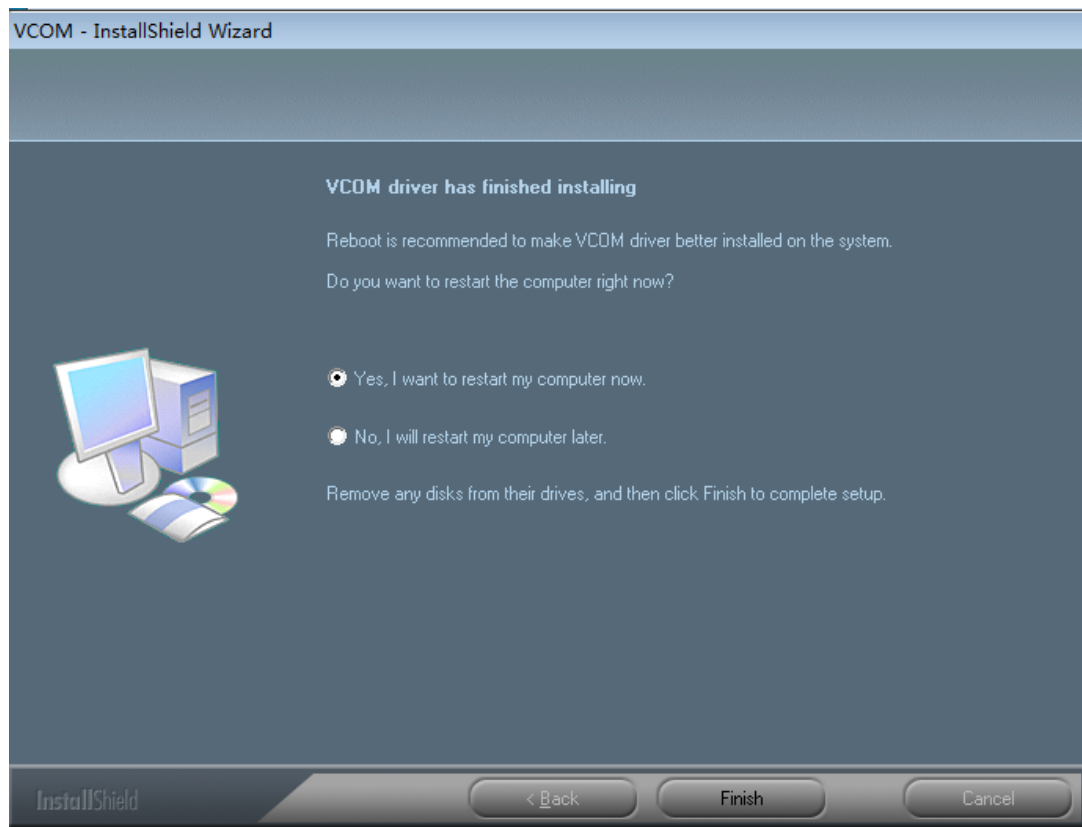 VCOM - InstallShield Wizard
VCOM driver has finished installing
Reboot is recommended to make VCOM driver better installed on the system.
Do you want to restart the computer right now?
Yes, I want to restart my computer now.
No, I will restart my computer later.
Remove any disks from their drives, and then click Finish to complete setup.
InstallShield
< Back
Finish
Cancel